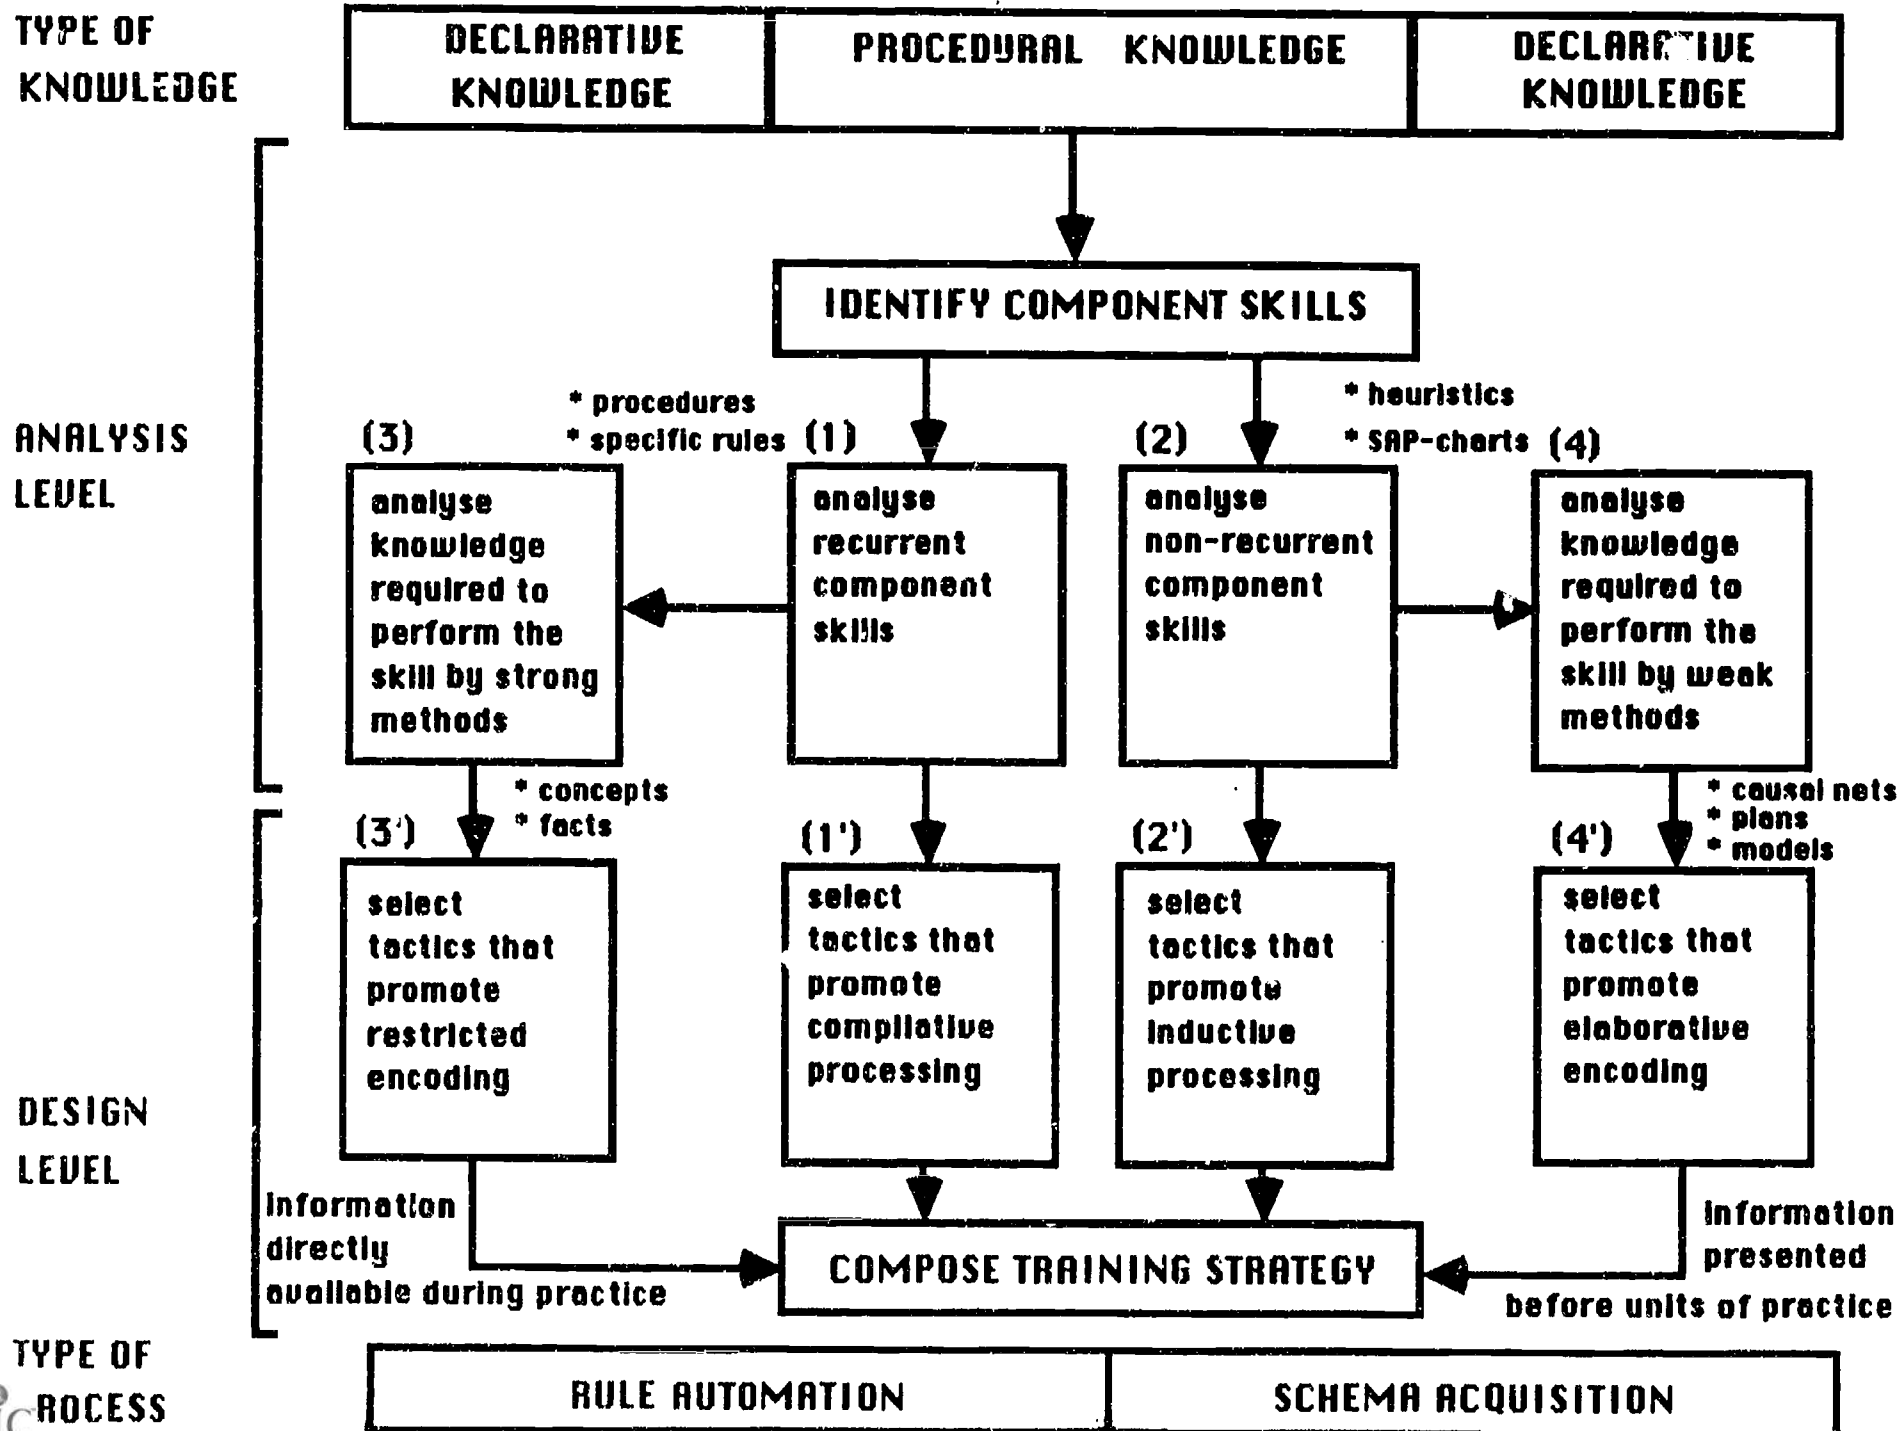 TYPE OF
KNOWLEDGE
DECLARATIVE
KNOWLEDGE
PROCEDURAL KNOWLEDGE
DECLARATIVE
KNOWLEDGE
IDENTIFY COMPONENT SKILLS
* procedures
* specific rules
* heuristics
* SAP-charts
ANALYSIS
LEVEL
(3)
analyse
knowledge
required to
perform the
skill by strong
methods
(1)
analyse
recurrent
component
skills
(2)
analyse
non-recurrent
component
skills
(4)
analyse
knowledge
required to
perform the
skill by weak
methods
* concepts
* facts
* causal nets
* plans
* models
DESIGN
LEVEL
(3')
select
tactics that
promote
restricted
encoding
(1')
select
tactics that
promote
compilative
processing
(2')
select
tactics that
promote
inductive
processing
(4')
select
tactics that
promote
elaborative
encoding
information
directly
available during practice
COMPOSE TRAINING STRATEGY
information
presented
before units of practice
TYPE OF
ROCESS
RULE AUTOMATION
SCHEMA ACQUISITION